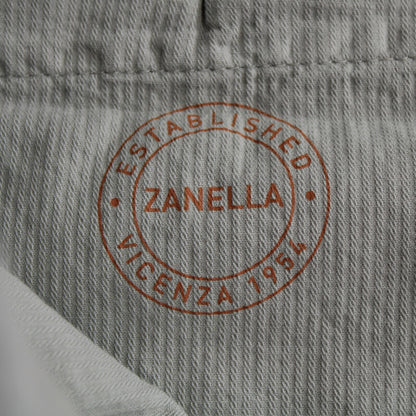 • ESTABLISHED •
ZANELLA
VICENZA 1954